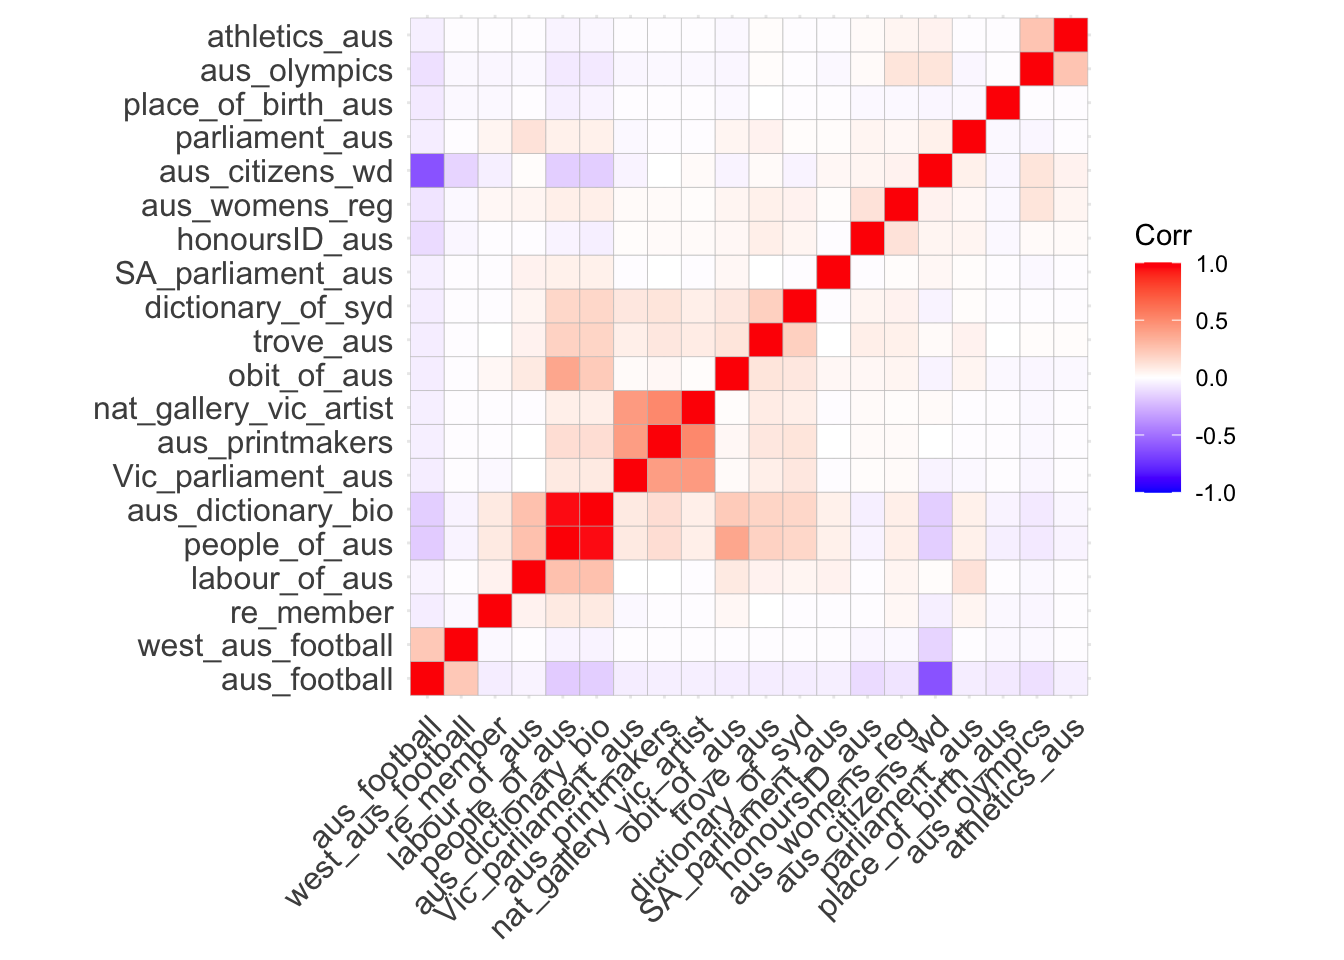 athletics_aus
aus_olympics
place_of_birth_aus
parliament_aus
aus_citizens_wd
aus_womens_reg
honoursID_aus
SA_parliament_aus
dictionary_of_syd
trove_aus
obit_of_aus
nat_gallery_vic_artist
aus_printmakers
Vic_parliament_aus
aus_dictionary_bio
people_of_aus
labour_of_aus
re_member
west_aus_football
aus_football
aus_football
west_aus_football
re_member
labour_of_aus
people_of_aus
aus_dictionary_bio
Vic_parliament_aus
aus_printmakers
nat_gallery_vic_artist
obit_of_aus
trove_aus
dictionary_of_syd
SA_parliament_aus
honoursID_aus
aus_womens_reg
aus_citizens_wd
parliament_aus
place_of_birth_aus
aus_olympics
athletics_aus
Corr
1.0
0.5
0.0
-0.5
-1.0